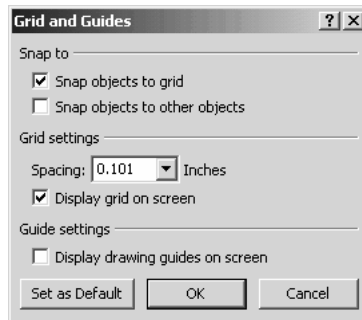 Grid and Guides
Snap to
Snap objects to grid
Snap objects to other objects
Grid settings
Spacing: 0.101 Inches
Display grid on screen
Guide settings
Display drawing guides on screen
Set as Default OK Cancel